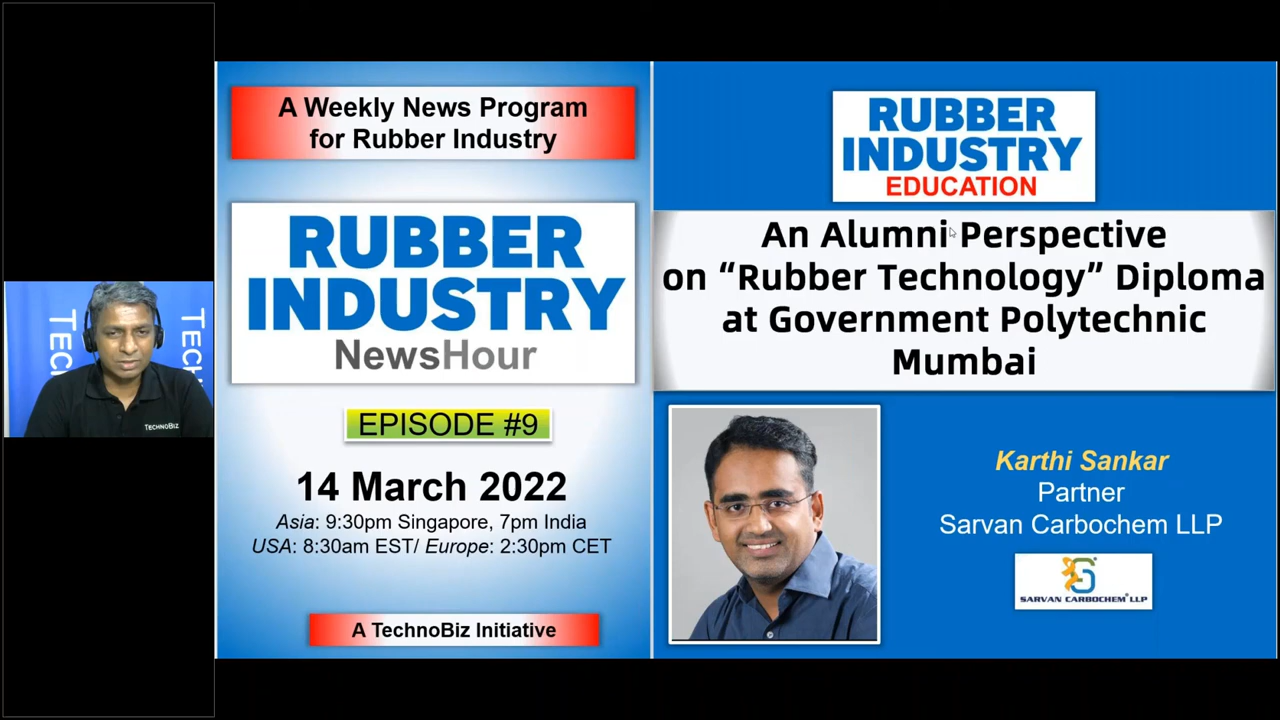 A Weekly News Program
for Rubber Industry
RUBBER
INDUSTRY
NewsHour
EPISODE #9
14 March 2022
Asia: 9:30pm Singapore, 7pm India
USA: 8:30am EST/ Europe: 2:30pm CET
A TechnoBiz Initiative
RUBBER
INDUSTRY
EDUCATION
An Alumni Perspective
on “Rubber Technology” Diploma
at Government Polytechnic
Mumbai
Karthi Sankar
Partner
Sarvan Carbochem LLP
SARVAN CARBOCHEM® LLP
TECHNOBIZ